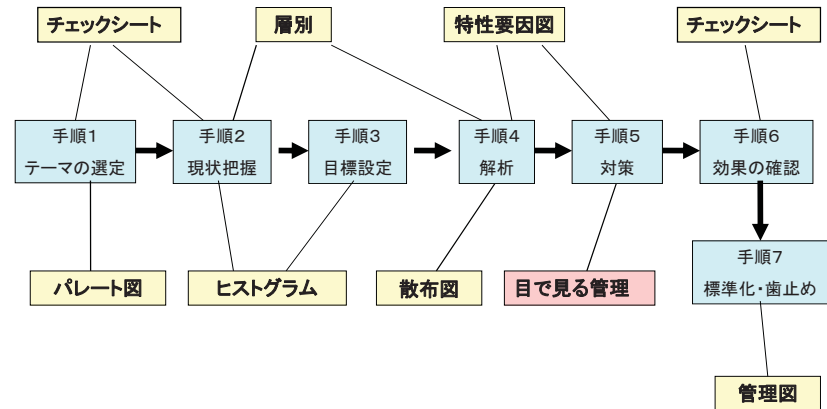 チェックシート
層別
特性要因図
チェックシート
手順1
テーマの選定
手順2
現状把握
手順3
目標設定
手順4
解析
手順5
対策
手順6
効果の確認
手順7
標準化・歯止め
パレート図
ヒストグラム
散布図
目で見る管理
管理図